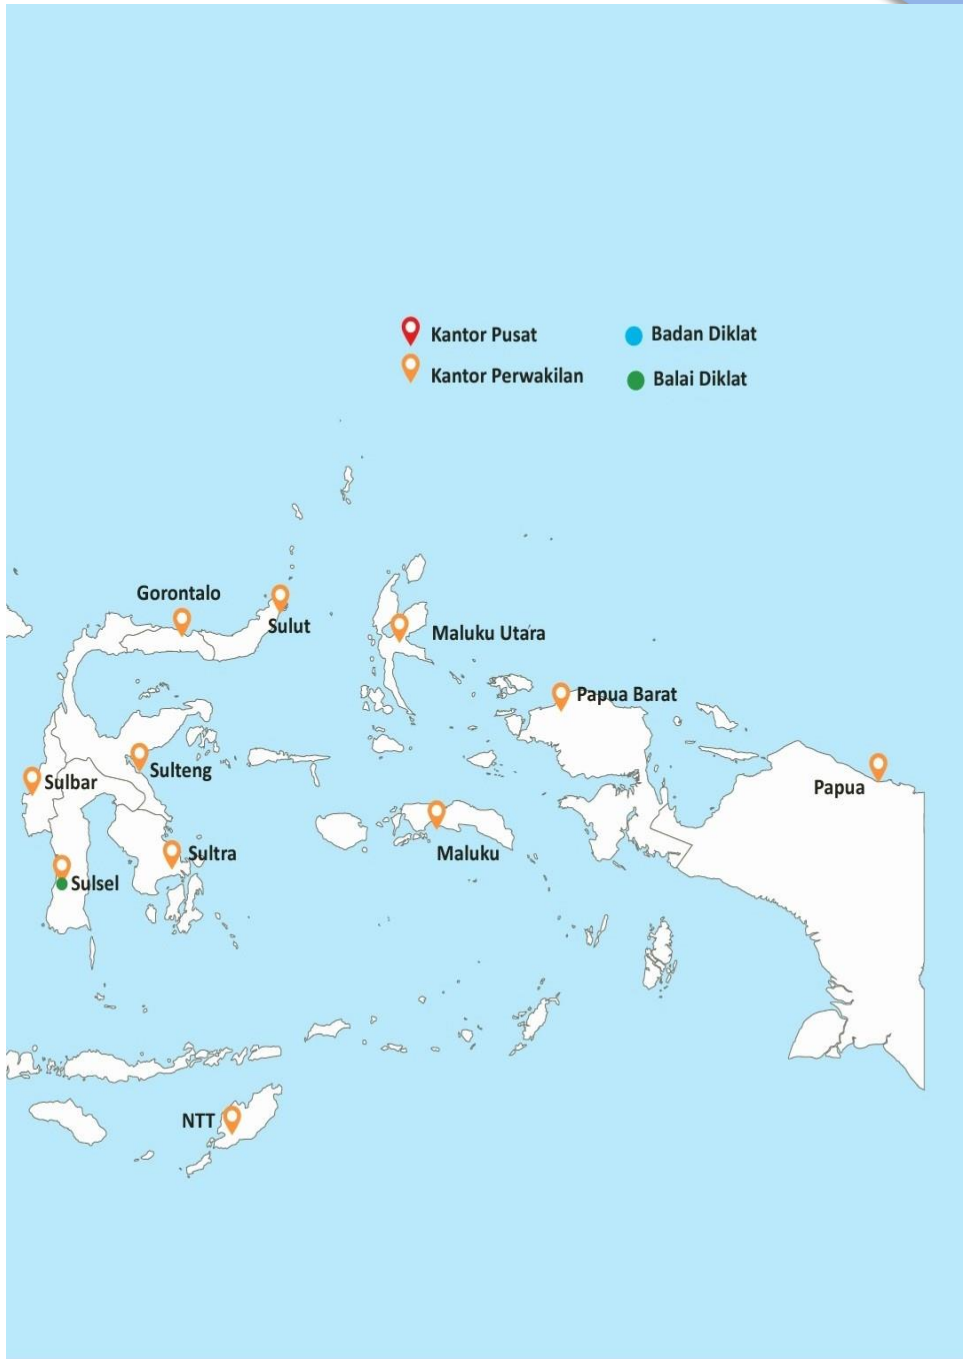 Kantor Pusat
Badan Diklat
Kantor Perwakilan
Balai Diklat
Gorontalo
Sulut
Maluku Utara
Papua Barat
Sulteng
Sulbar
Papua
Sultra
Maluku
Sulsel
NTT